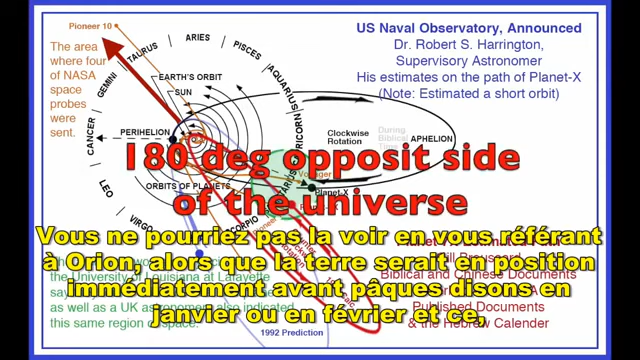 US Naval Observatory, Announced
Dr. Robert S. Harrington,
Supervisory Astronomer
His estimates on the path of Planet-X
(Note: Estimated a short orbit)
Pioneer 10
The area
where four
of NASA
space
probes
were
sent.
ARIES
TAURUS
PISCES
GEMINI
AQUARIUS
EARTH'S ORBIT
SUN
CANCER
PERIHELION
Clockwise
Rotation
During
Biblical
APHELION
180 deg opposit side
of the universe
Voyager
Planet-X
LEO
ORBITS OF PLANETS
VIRGO
Vous ne pourriez pas la voir en vous référant
à Orion, alors que la terre serait en position
immédiatement avant pâques disons en
janvier ou en février et ce,
the University of Louisiana at Lafayette
Biblical and Chinese Documents
as well as a UK astronomer also indicated
this same region of space.
Published Documents
& the Hebrew Calender
1992 Prediction